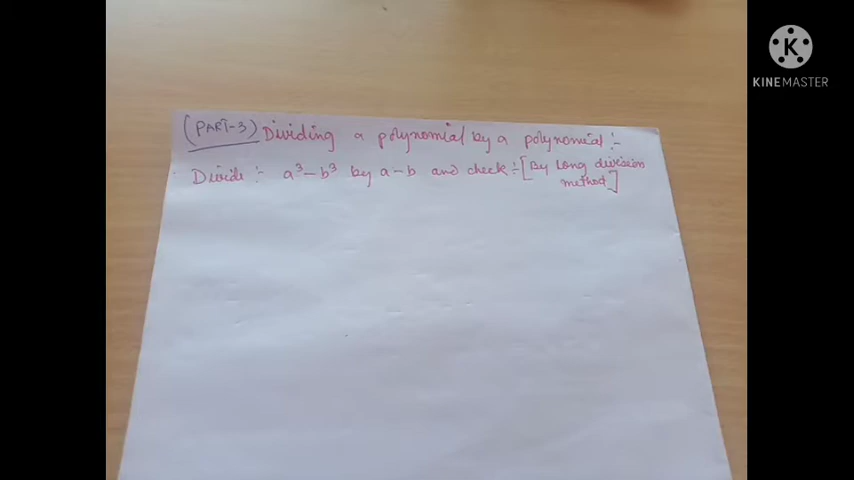 (PART-3) Dividing a polynomial by a polynomial :-
Divide :- a³-b³ by a-b and check :- [By Long division
method]
K
KINEMASTER